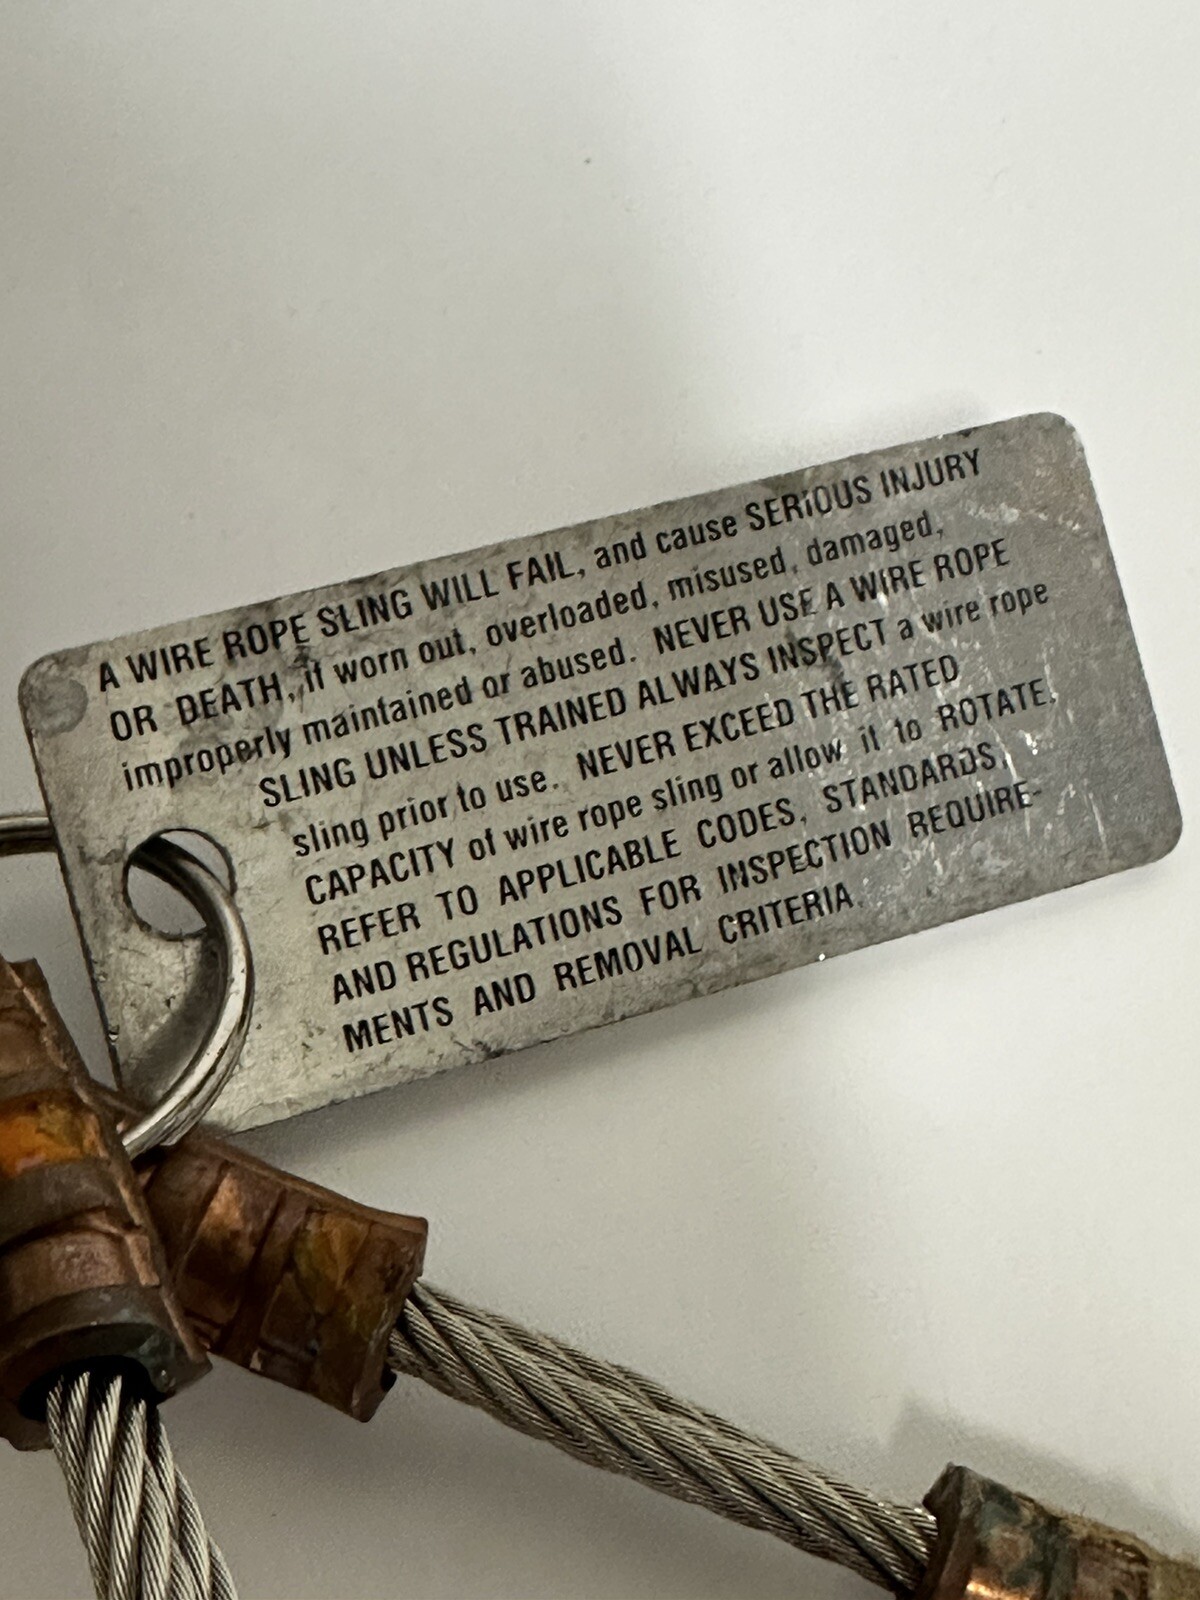 A WIRE ROPE SLING WILL FAIL, and cause SERIOUS INJURY
OR DEATH, if worn out, overloaded, misused, damaged,
improperly maintained or abused. NEVER USE A WIRE ROPE
SLING UNLESS TRAINED ALWAYS INSPECT a wire rope
sling prior to use. NEVER EXCEED THE RATED
CAPACITY of wire rope sling or allow it to ROTATE.
REFER TO APPLICABLE CODES, STANDARDS,
AND REGULATIONS FOR INSPECTION REQUIRE-
MENTS AND REMOVAL CRITERIA.